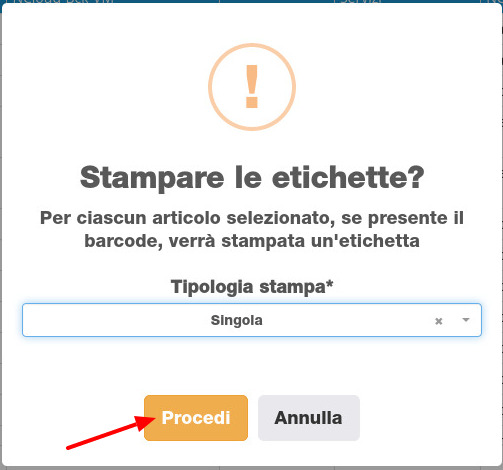 !
Stampare le etichette?
Per ciascun articolo selezionato, se presente il
barcode, verrà stampata un'etichetta
Tipologia stampa*
Singola
×
Procedi Annulla